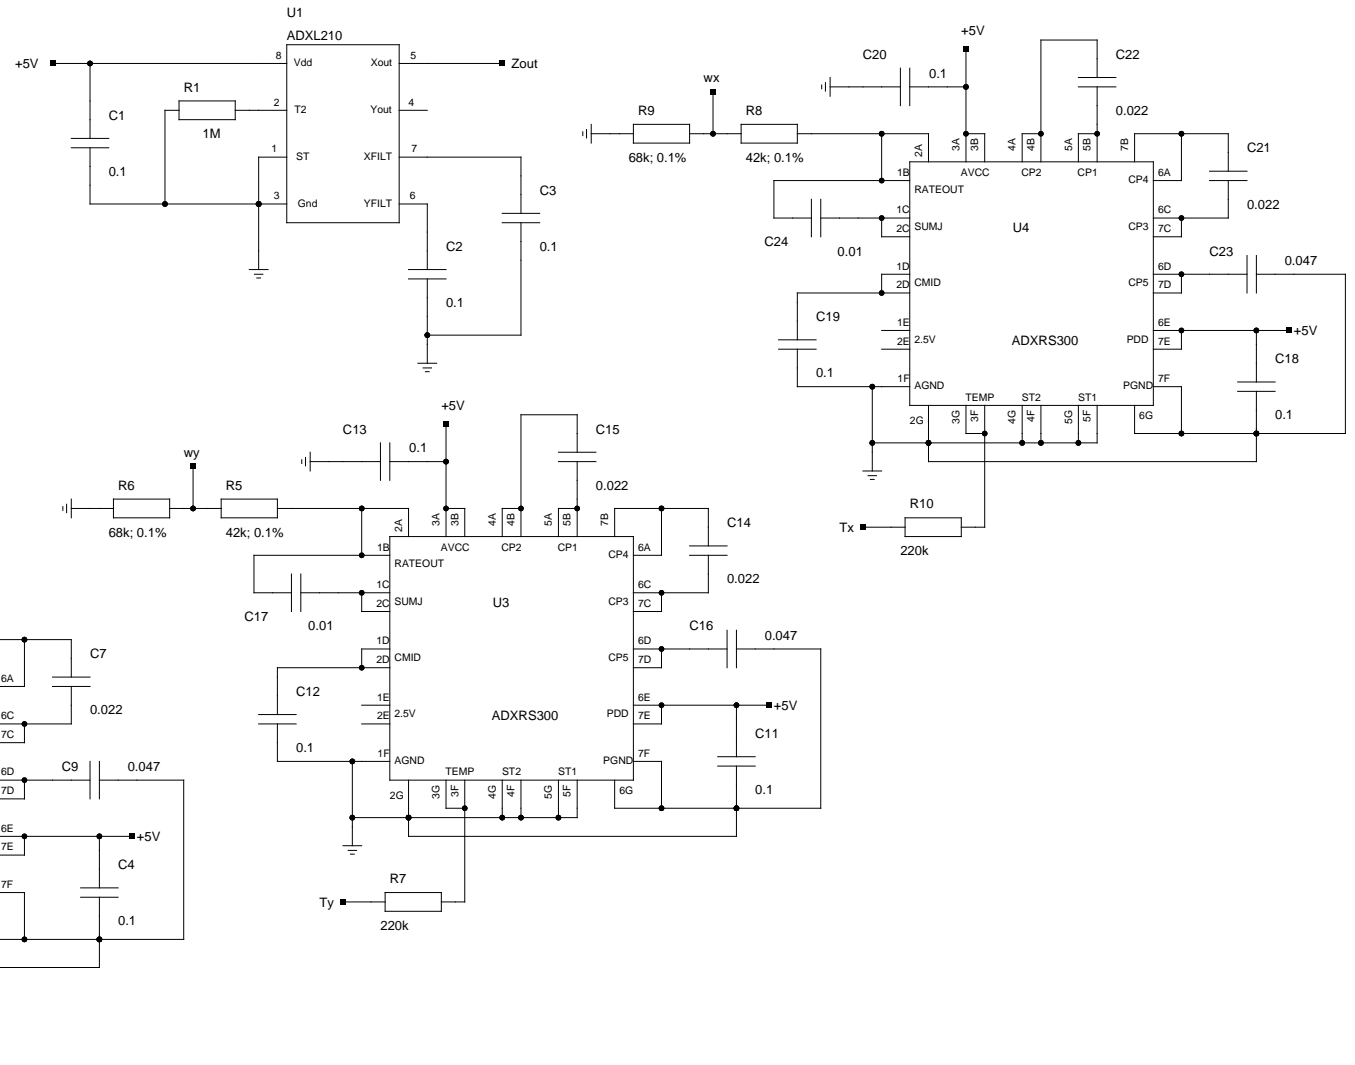 U1
ADXL210
+5V
8
Vdd
Xout
5
Zout
R1
2
T2
Yout
4
1M
C1
0.1
1
ST
XFILT
7
3
Gnd
YFILT
6
C3
0.1
C2
0.1
+5V
C20
0.1
C22
0.022
wx
R9
R8
68k; 0.1%
42k; 0.1%
2A
3A
3B
4A
4B
5A
5B
7B
AVCC
CP2
CP1
CP4
6A
C21
0.022
1B
RATEOUT
1C
2C
SUMJ
U4
CP3
6C
7C
C24
0.01
C23
0.047
1D
2D
CMID
CP5
6D
7D
C19
0.1
1E
2E
2.5V
ADXRS300
PDD
6E
7E
+5V
C18
0.1
1F
AGND
PGND
7F
TEMP
ST2
ST1
2G
3G
3F
4G
4F
5G
5F
6G
R10
Tx
220k
+5V
C13
0.1
C15
0.022
wy
R6
R5
68k; 0.1%
42k; 0.1%
2A
3A
3B
4A
4B
5A
5B
7B
AVCC
CP2
CP1
CP4
6A
C14
0.022
1B
RATEOUT
1C
2C
SUMJ
U3
CP3
6C
7C
C17
0.01
C16
0.047
1D
2D
CMID
CP5
6D
7D
C12
0.1
1E
2E
2.5V
ADXRS300
PDD
6E
7E
+5V
C11
0.1
1F
AGND
PGND
7F
TEMP
ST2
ST1
2G
3G
3F
4G
4F
5G
5F
6G
R7
Ty
220k
C7
6A
0.022
6C
7C
C9
0.047
6D
7D
6E
7E
+5V
C4
7F
0.1